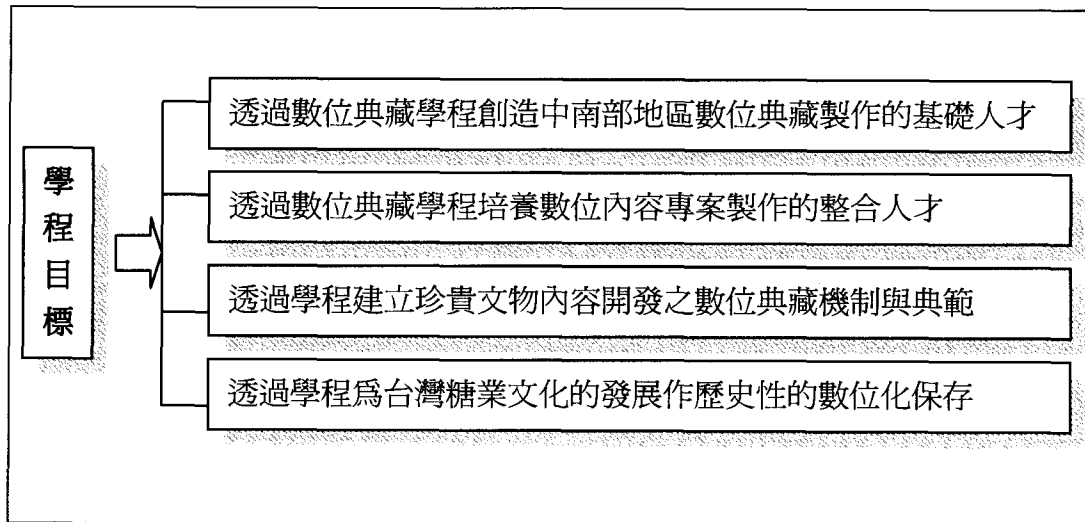 學程目標
透過數位典藏學程創造中南部地區數位典藏製作的基礎人才
透過數位典藏學程培養數位內容專案製作的整合人才
透過學程建立珍貴文物內容開發之數位典藏機制與典範
透過學程爲台灣糖業文化的發展作歷史性的數位化保存